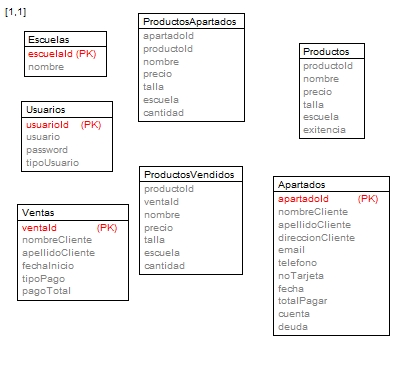 [1,1]
Escuelas
escuelaId (PK)
nombre
ProductosApartados
apartadoId
productoId
nombre
precio
talla
escuela
cantidad
Productos
productoId
nombre
precio
talla
escuela
exitencia
Usuarios
usuarioId (PK)
usuario
password
tipoUsuario
ProductosVendidos
productoId
ventaId
nombre
precio
talla
escuela
cantidad
Apartados
apartadoId (PK)
nombreCliente
apellidoCliente
direccionCliente
email
telefono
noTarjeta
fecha
totalPagar
cuenta
deuda
Ventas
ventaId (PK)
nombreCliente
apellidoCliente
fechaInicio
tipoPago
pagoTotal